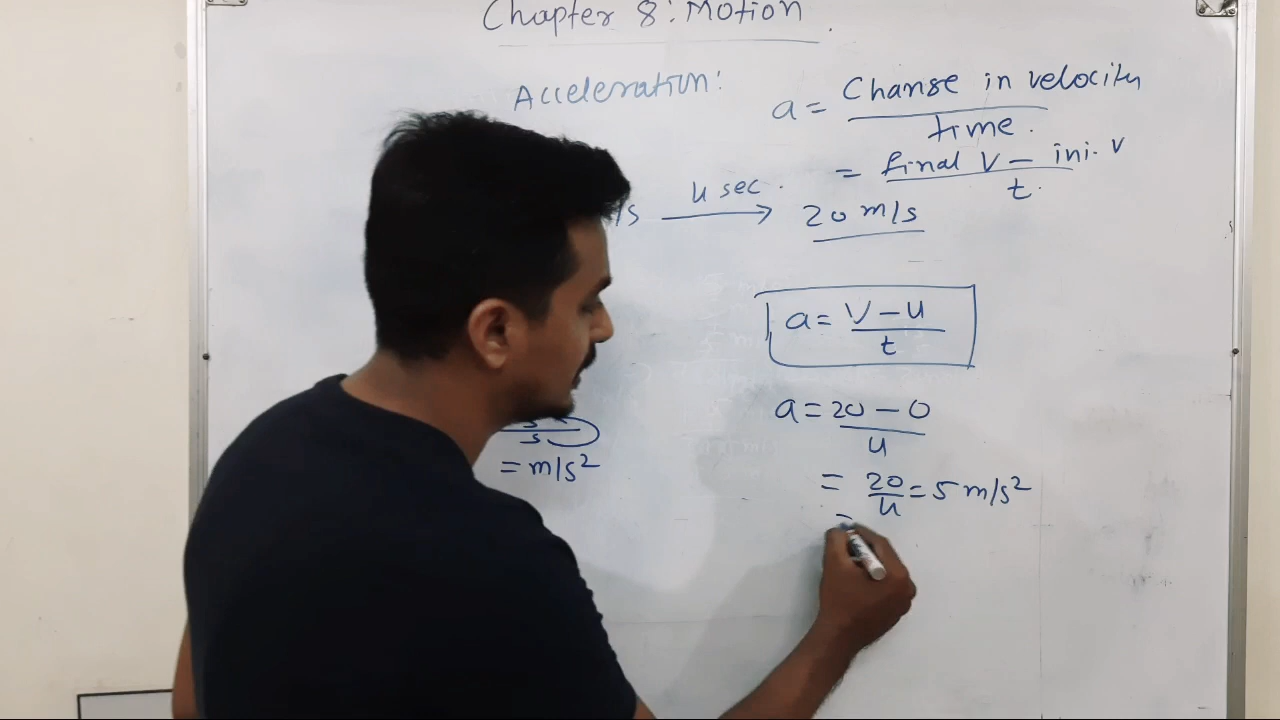 Chapter 8: Motion
Acceleration:
a = Change in velocity
time.
= final v - ini. v
t.
/s 4 sec. → 20 m/s
a = v - u
t
a = 20 - 0
4
= 20 = 5 m/s²
4
=
s
= m/s²